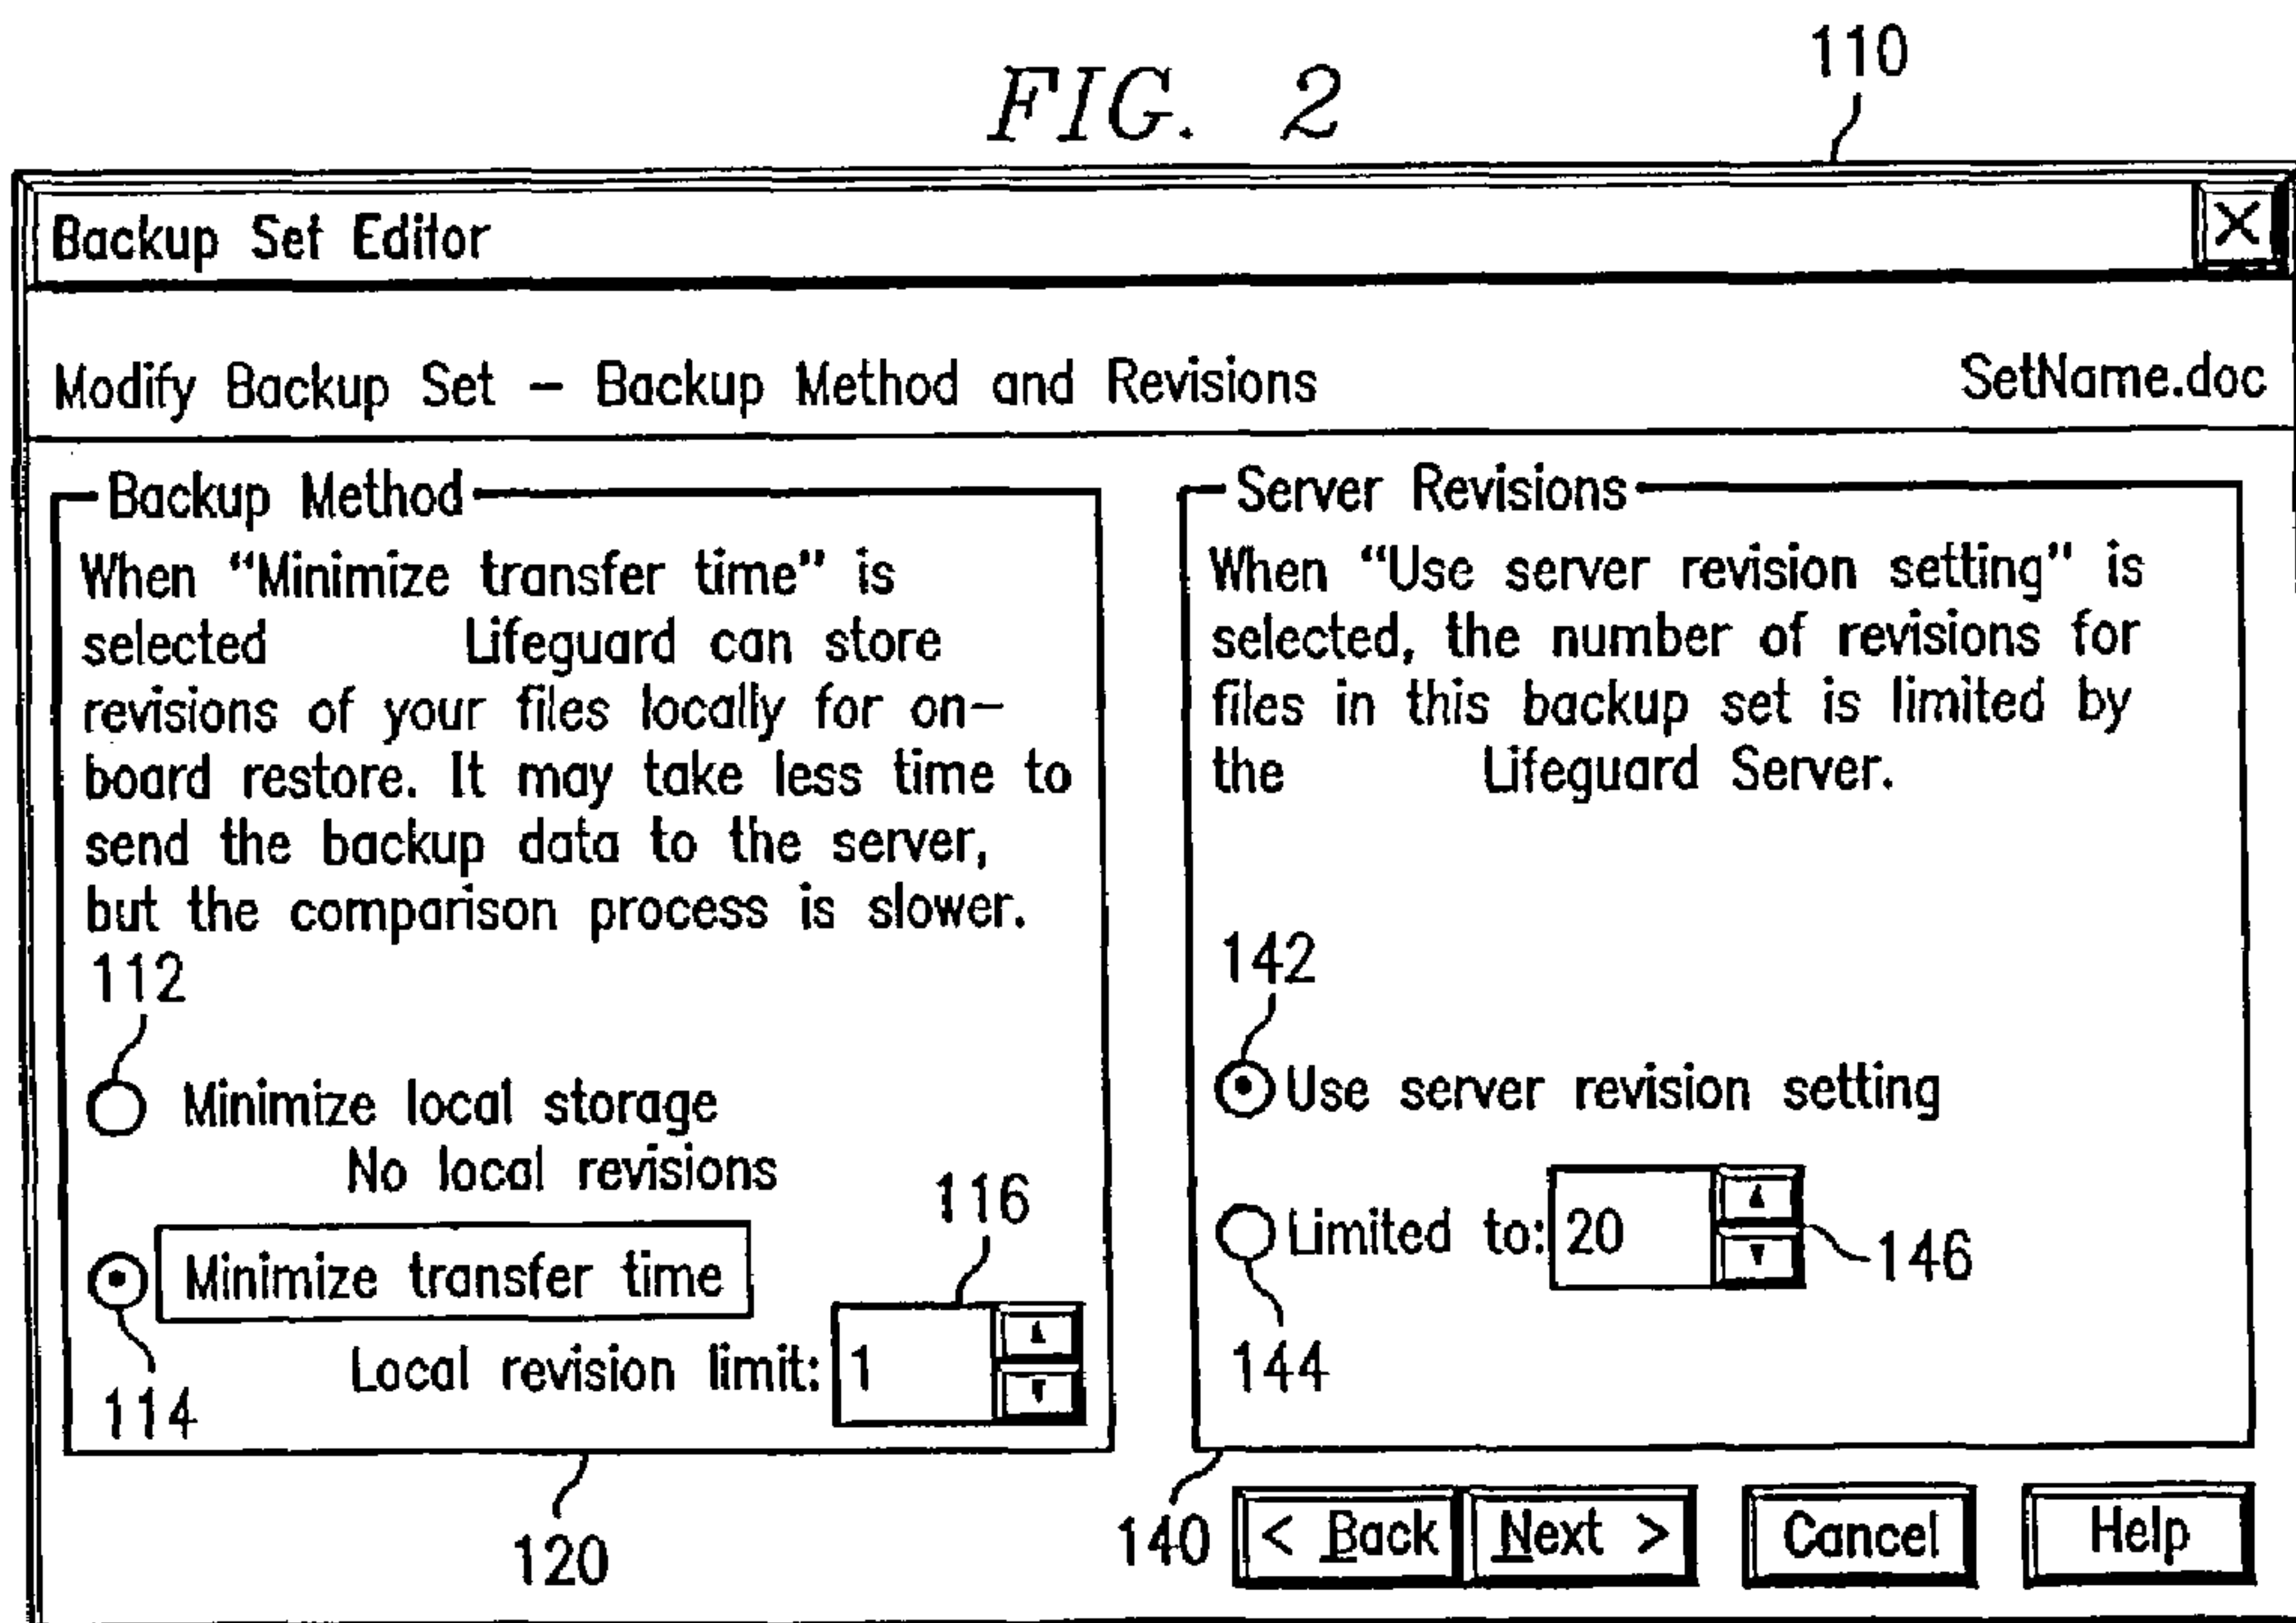 FIG. 2
110
Backup Set Editor
Modify Backup Set – Backup Method and Revisions SetName.doc
Backup Method
When “Minimize transfer time” is
selected Lifeguard can store
revisions of your files locally for on–
board restore. It may take less time to
send the backup data to the server,
but the comparison process is slower.
112
Minimize local storage
No local revisions
116
Minimize transfer time
Local revision limit: 1
114
120
Server Revisions
When “Use server revision setting” is
selected, the number of revisions for
files in this backup set is limited by
the Lifeguard Server.
142
Use server revision setting
Limited to: 20
146
144
140
< Back Next > Cancel Help